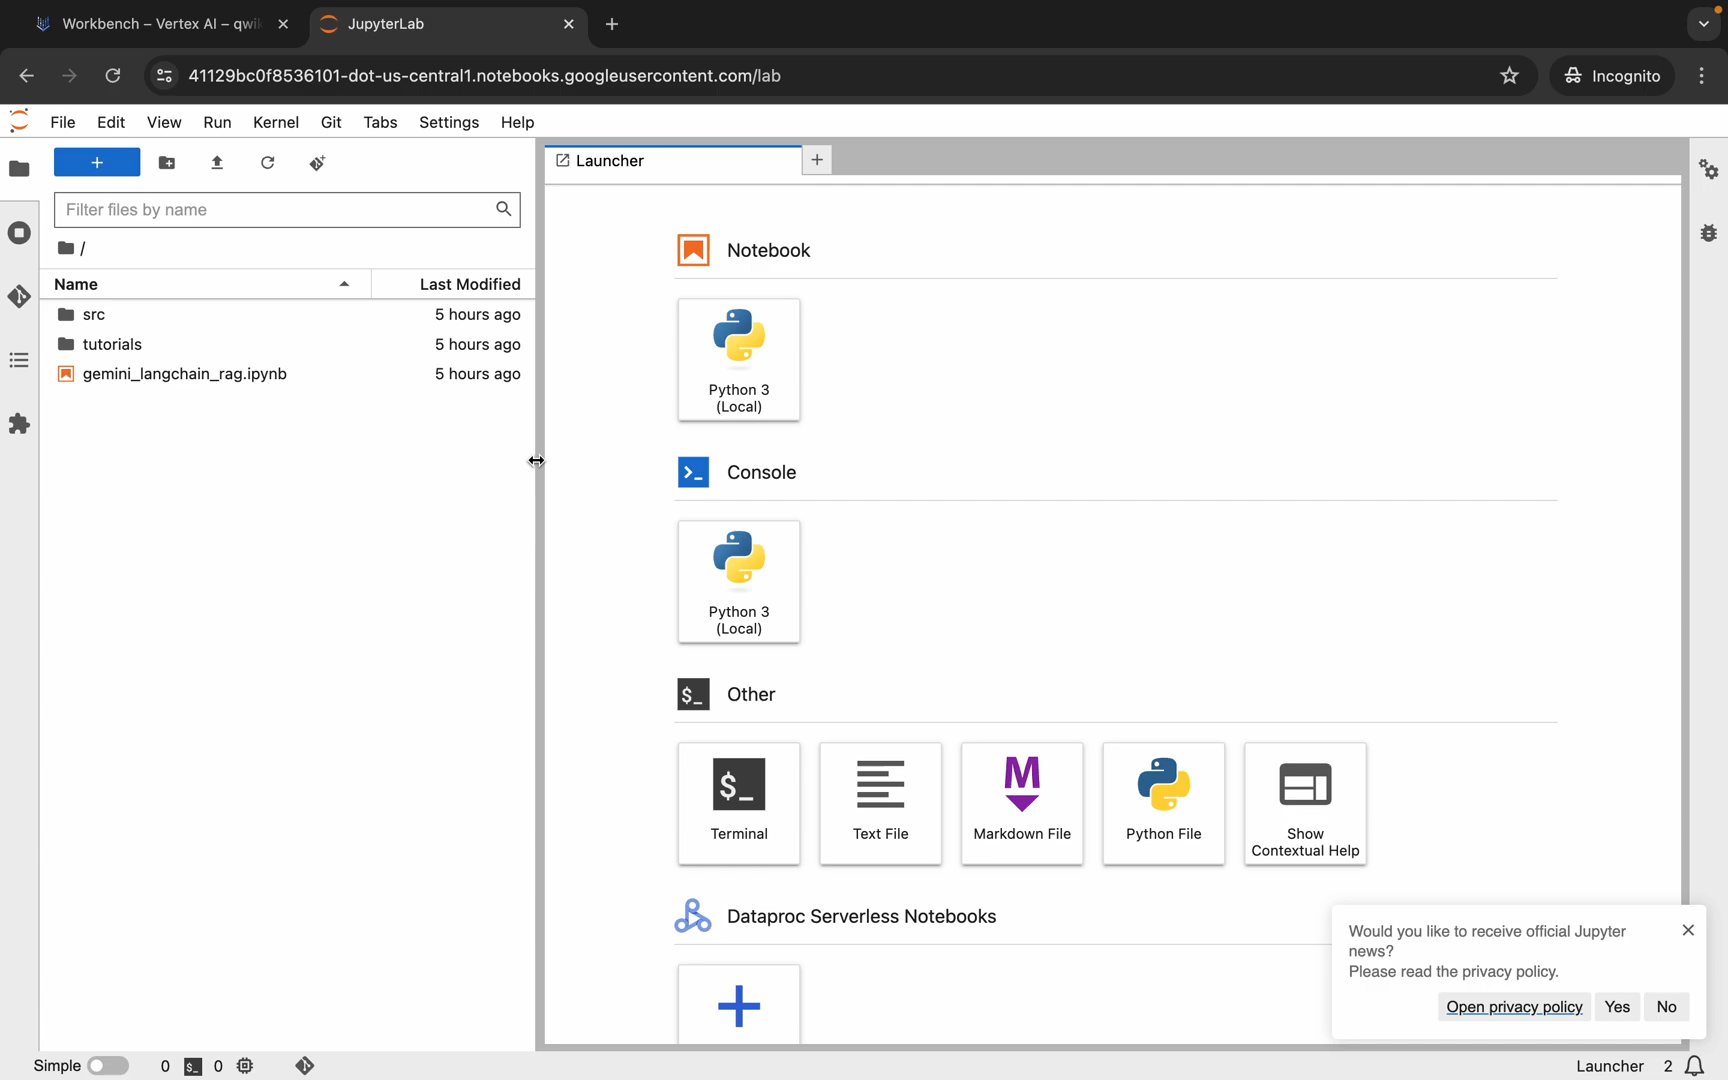 Workbench – Vertex AI – qwi
JupyterLab
41129bc0f8536101-dot-us-central1.notebooks.googleusercontent.com/lab
Incognito
File Edit View Run Kernel Git Tabs Settings Help
Filter files by name
/
Name Last Modified
src 5 hours ago
tutorials 5 hours ago
gemini_langchain_rag.ipynb 5 hours ago
Launcher
Notebook
Python 3
(Local)
Console
Python 3
(Local)
$_ Other
$_
Terminal
Text File
Markdown File
Python File
Show
Contextual Help
Dataproc Serverless Notebooks
Would you like to receive official Jupyter
news?
Please read the privacy policy.
Open privacy policy Yes No
Simple 0 $_ 0
Launcher 2